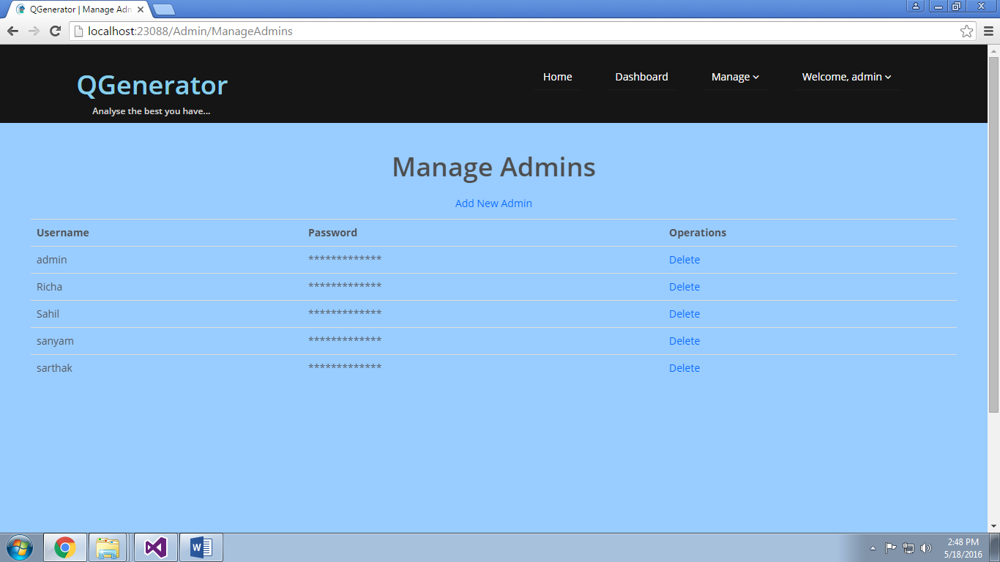 QGenerator | Manage Adn
localhost:23088/Admin/ManageAdmins
QGenerator
Home Dashboard Manage Welcome, admin
Analyse the best you have...
Manage Admins
Add New Admin
Username Password Operations
admin ************* Delete
Richa ************* Delete
Sahil ************* Delete
sanyam ************* Delete
sarthak ************* Delete
2:48 PM
5/18/2016